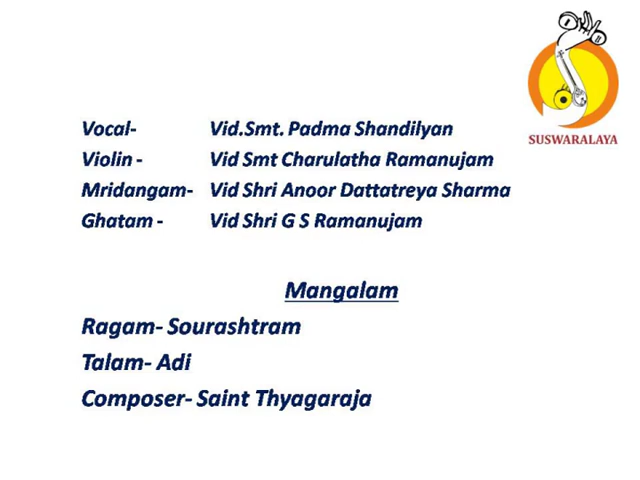 SUSWARALAYA
Vocal- Vid.Smt. Padma Shandilyan
Violin - Vid Smt Charulatha Ramanujam
Mridangam- Vid Shri Anoor Dattatreya Sharma
Ghatam - Vid Shri G S Ramanujam
Mangalam
Ragam- Sourashtram
Talam- Adi
Composer- Saint Thyagaraja